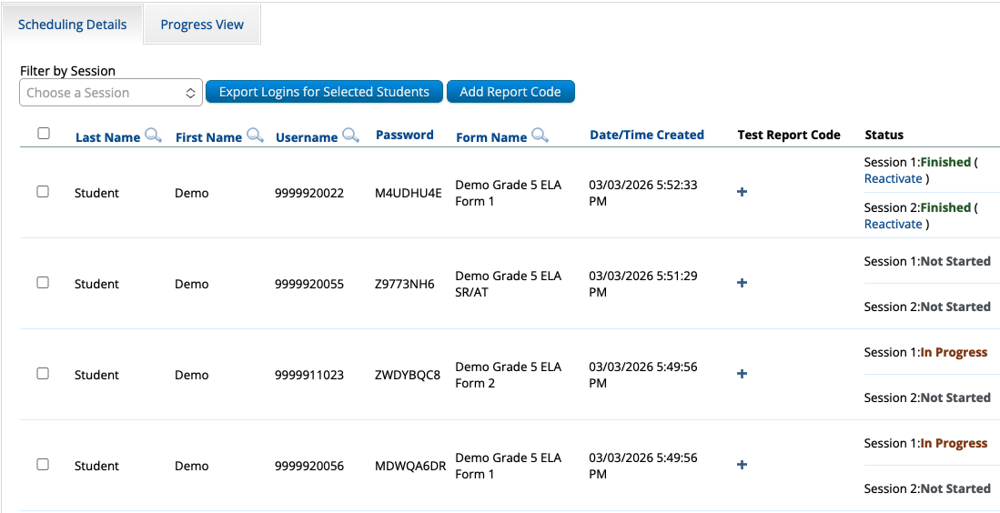 Scheduling Details Progress View
Filter by Session
Choose a Session Export Logins for Selected Students Add Report Code
Last Name First Name Username Password Form Name Date/Time Created Test Report Code Status
Student Demo 9999920022 M4UDHU4E Demo Grade 5 ELA Form 1 03/03/2026 5:52:33 PM + Session 1:Finished ( Reactivate )
Session 2:Finished ( Reactivate )
Student Demo 9999920055 Z9773NH6 Demo Grade 5 ELA SR/AT 03/03/2026 5:51:29 PM + Session 1:Not Started
Session 2:Not Started
Student Demo 9999911023 ZWDYBQC8 Demo Grade 5 ELA Form 2 03/03/2026 5:49:56 PM + Session 1:In Progress
Session 2:Not Started
Student Demo 9999920056 MDWQA6DR Demo Grade 5 ELA Form 1 03/03/2026 5:49:56 PM + Session 1:In Progress
Session 2:Not Started